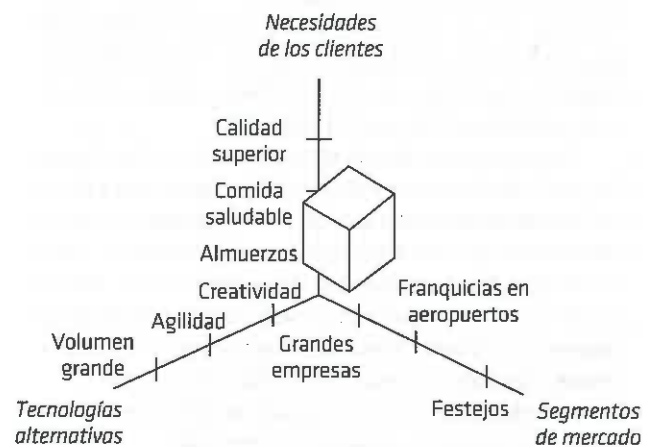 Necesidades
de los clientes
Calidad
superior
Comida
saludable
Almuerzos
Creatividad
Franquicias en
aeropuertos
Agilidad
Volumen
grande
Grandes
empresas
Tecnologías
alternativas
Festejos
Segmentos
de mercado